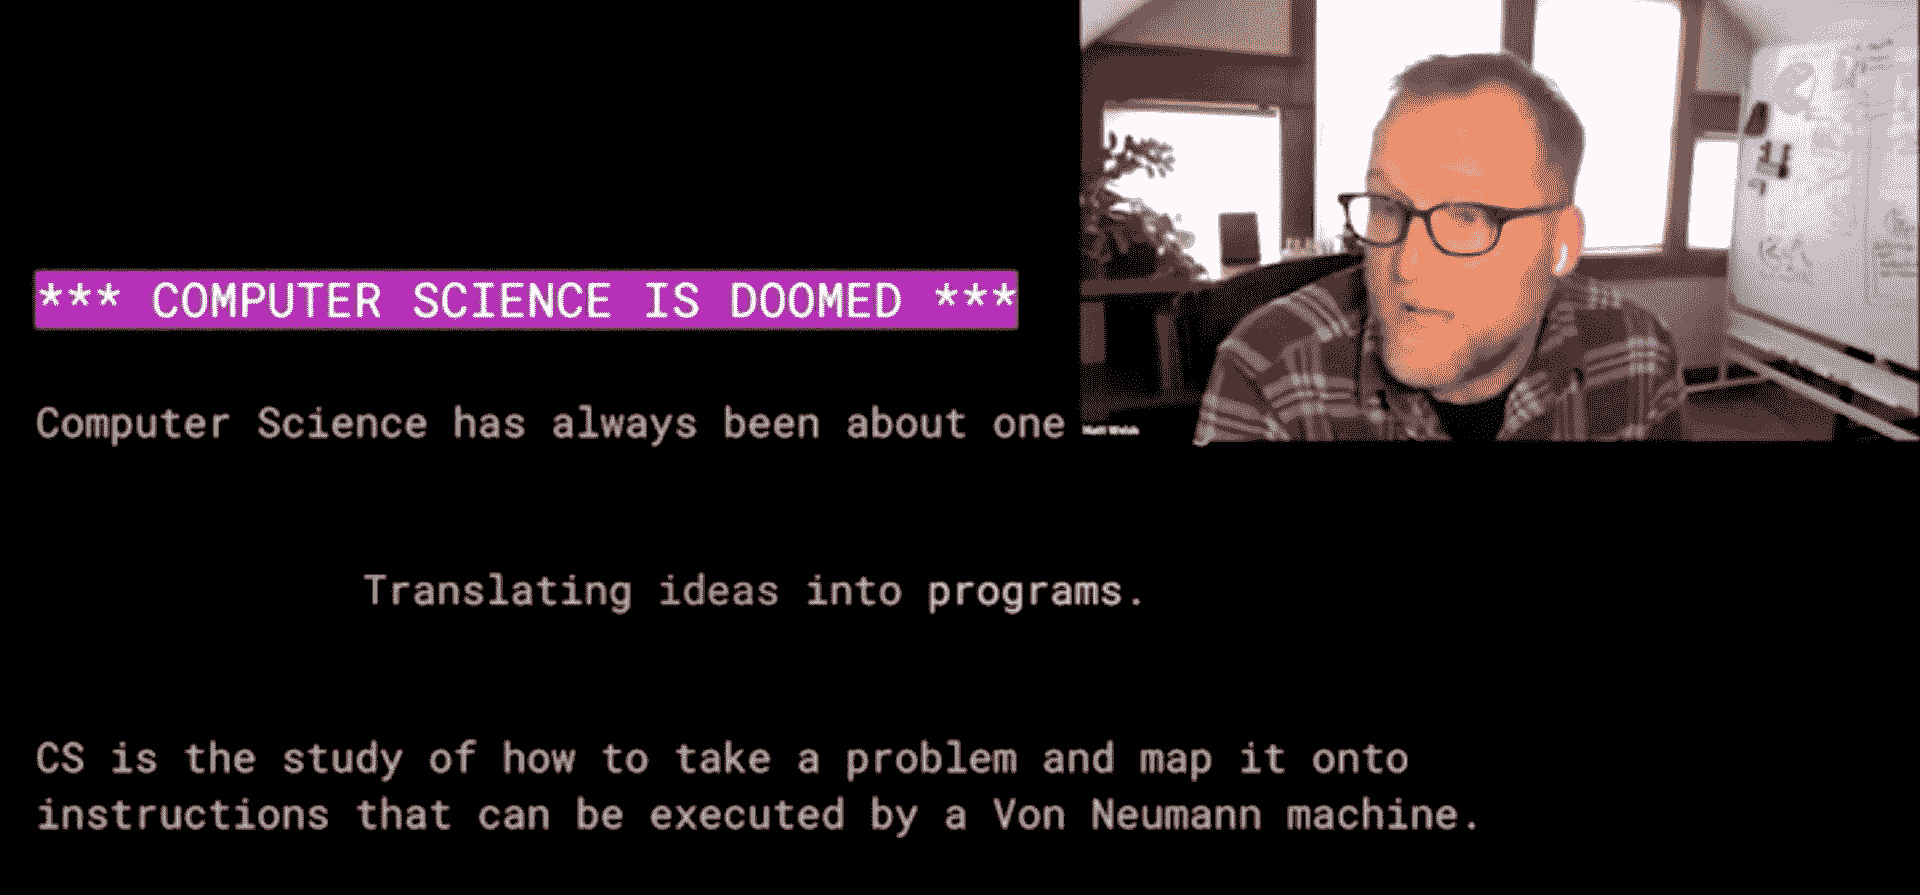 *** COMPUTER SCIENCE IS DOOMED ***
Computer Science has always been about one
Translating ideas into programs.
CS is the study of how to take a problem and map it onto
instructions that can be executed by a Von Neumann machine.